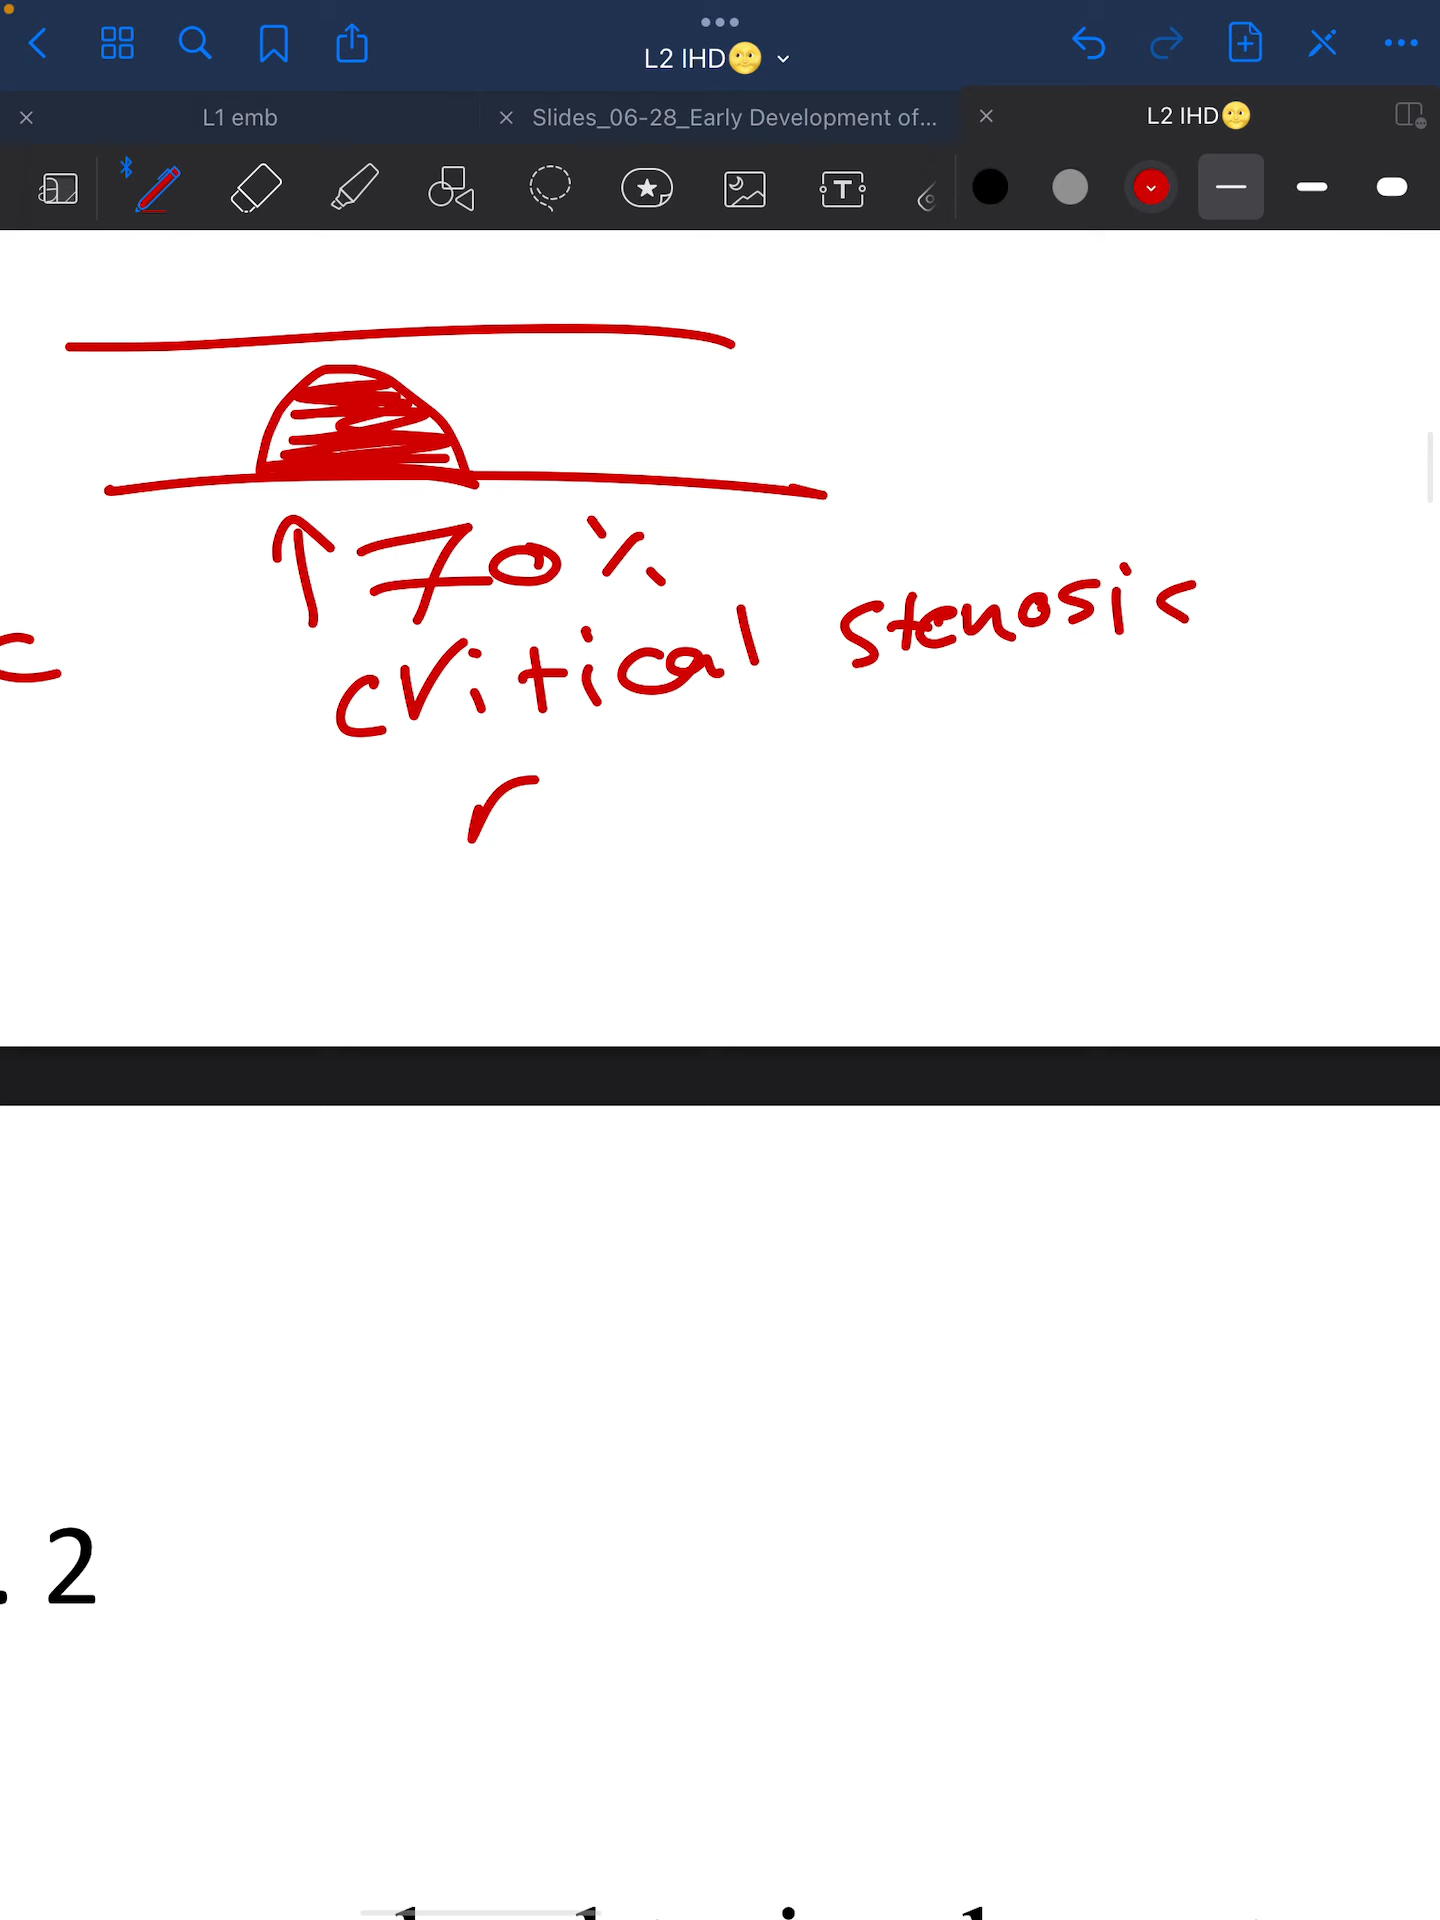 L2 IHD🌝
L1 emb
Slides_06-28_Early Development of...
L2 IHD🌝
↑ 70%
critical stenosis
r
. 2